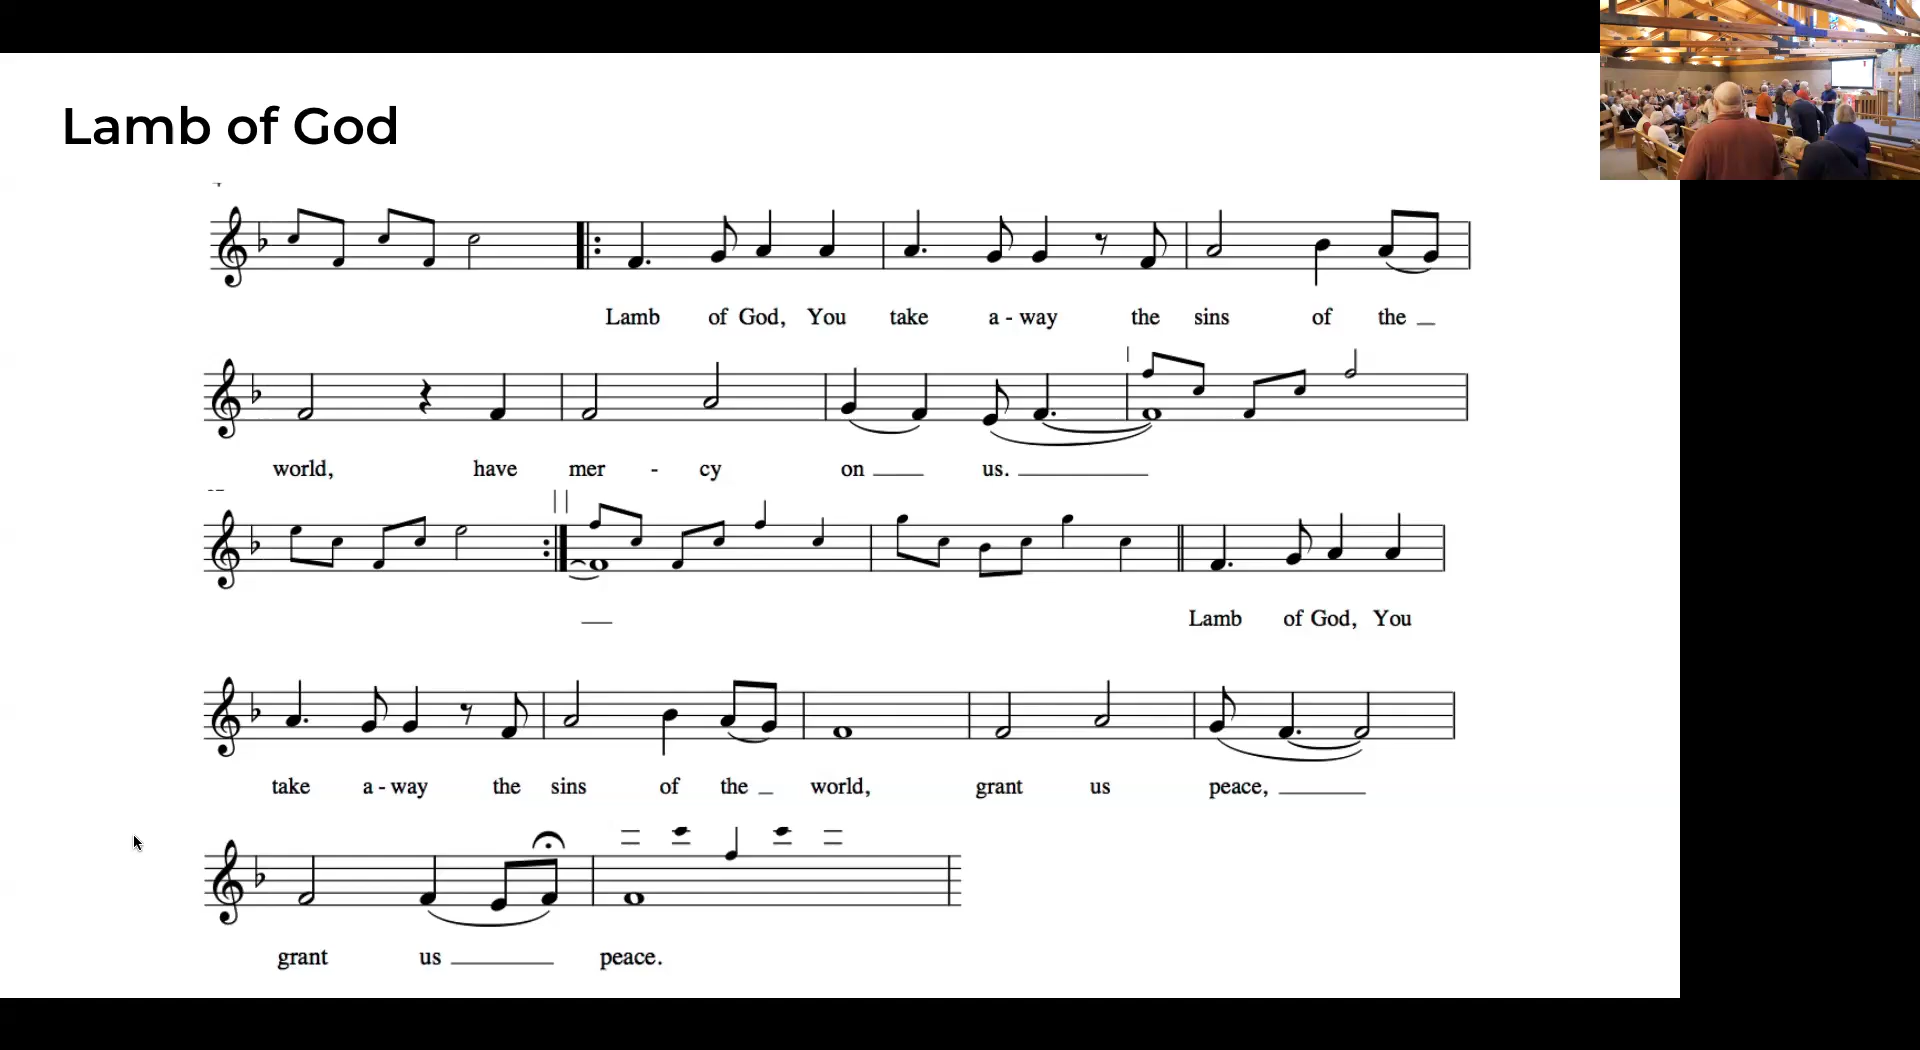 Lamb of God
Lamb of God, You take a - way the sins of the
world, have mer - cy on us.
Lamb of God, You
take a - way the sins of the world, grant us peace,
grant us peace.